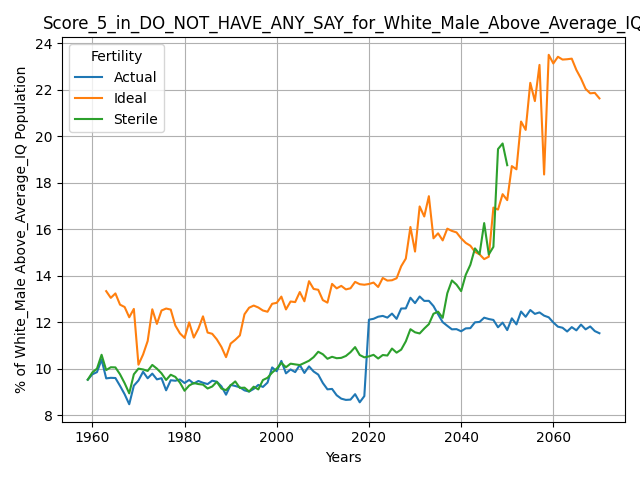 Score_5_in_DO_NOT_HAVE_ANY_SAY_for_White_Male_Above_Average_IQ
Fertility
Actual
Ideal
Sterile
% of White_Male Above_Average_IQ Population
24
22
20
18
16
14
12
10
8
1960
1980
2000
2020
2040
2060
Years